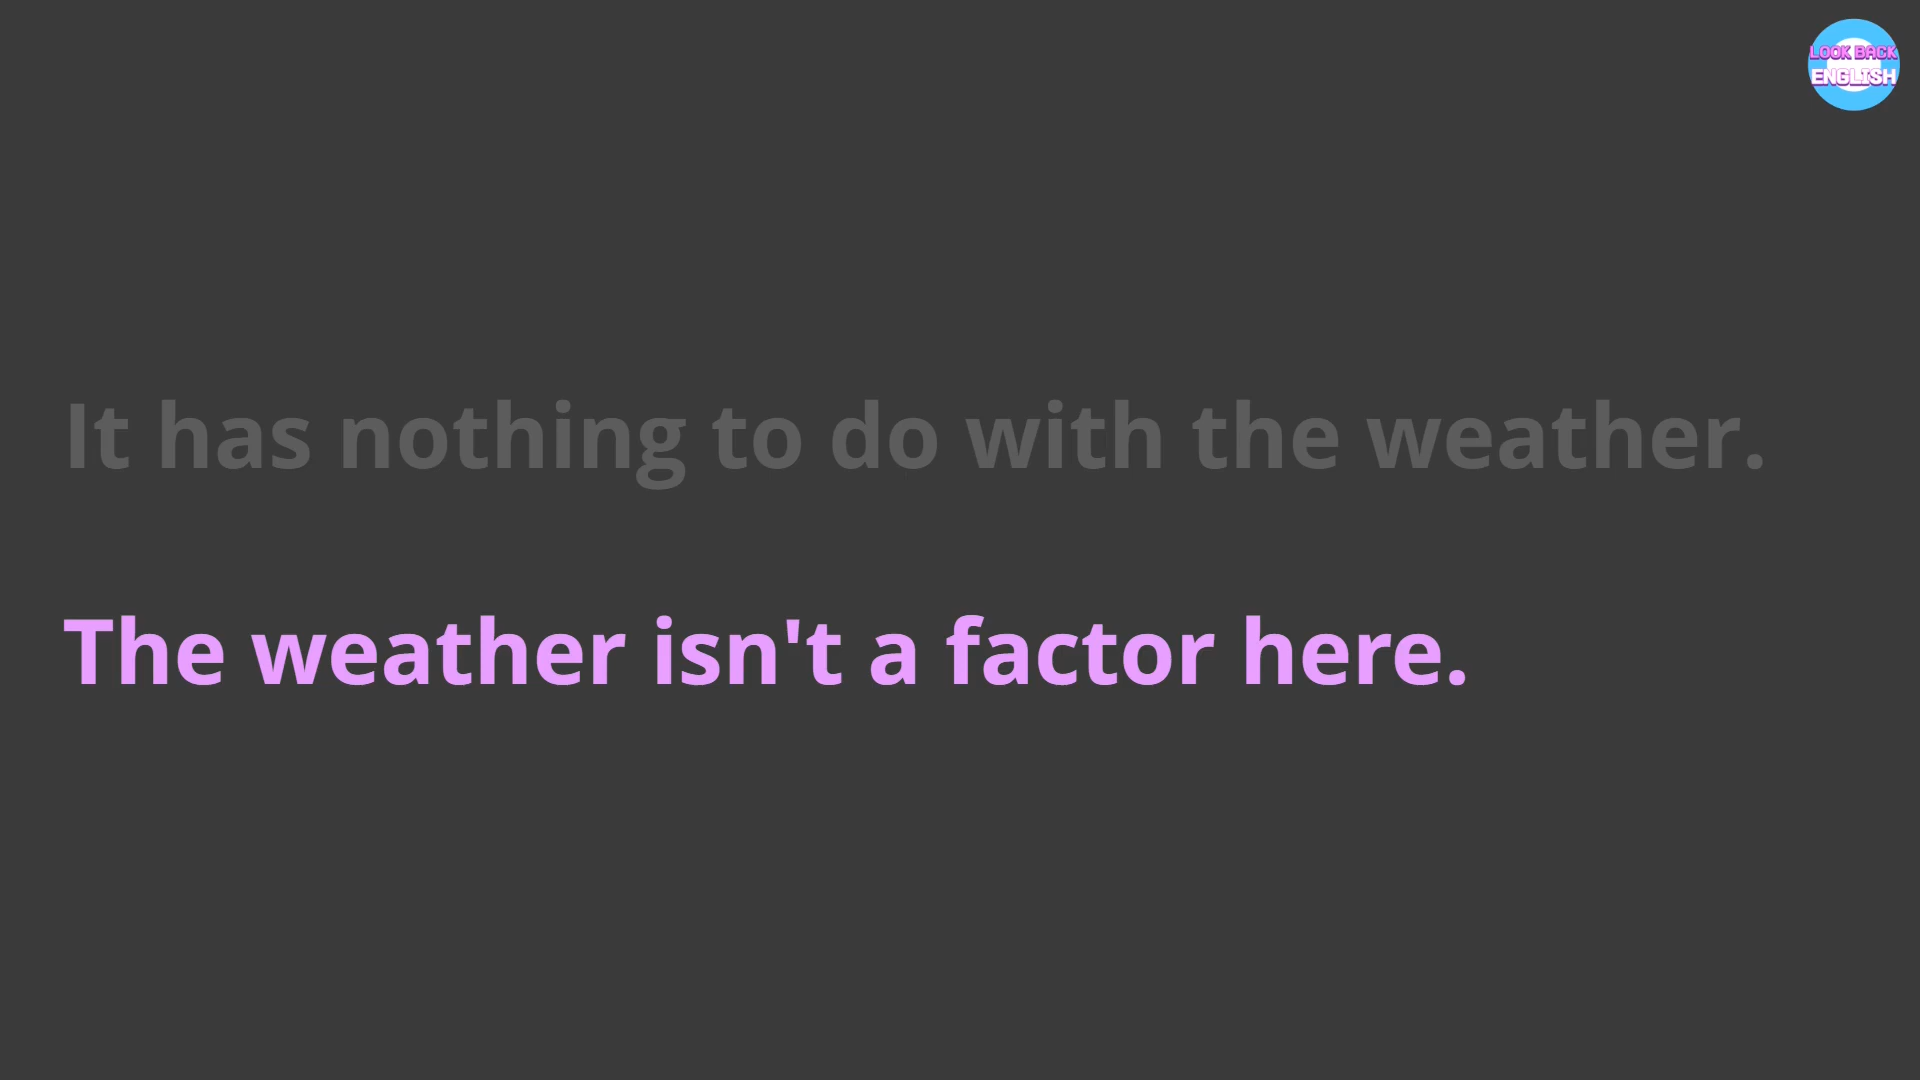 LOOK BACK
ENGLISH
It has nothing to do with the weather.
The weather isn't a factor here.